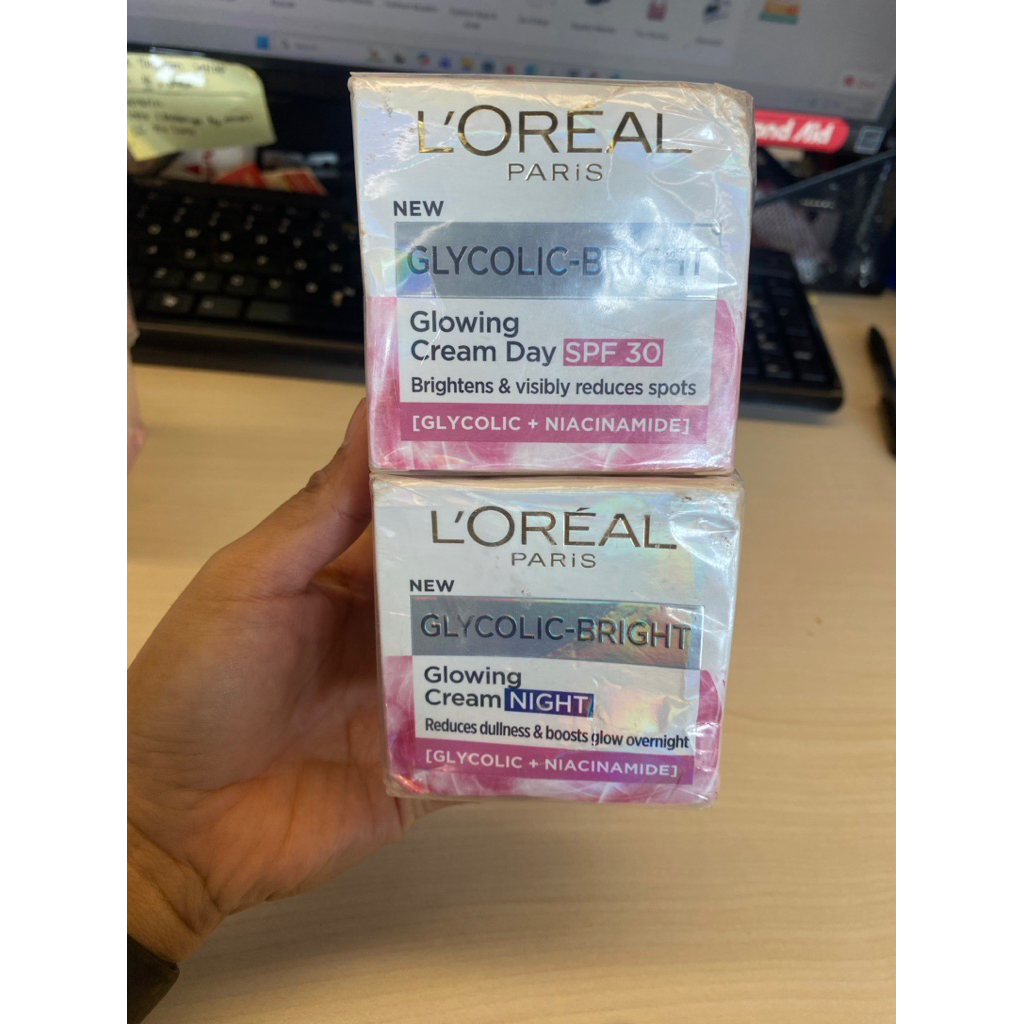 L'ORÉAL
PARiS
NEW
GLYCOLIC-BRIGHT
Glowing
Cream Day SPF 30
Brightens & visibly reduces spots
[GLYCOLIC + NIACINAMIDE]
L'ORÉAL
PARiS
NEW
GLYCOLIC-BRIGHT
Glowing
Cream NIGHT
Reduces dullness & boosts glow overnight
[GLYCOLIC + NIACINAMIDE]